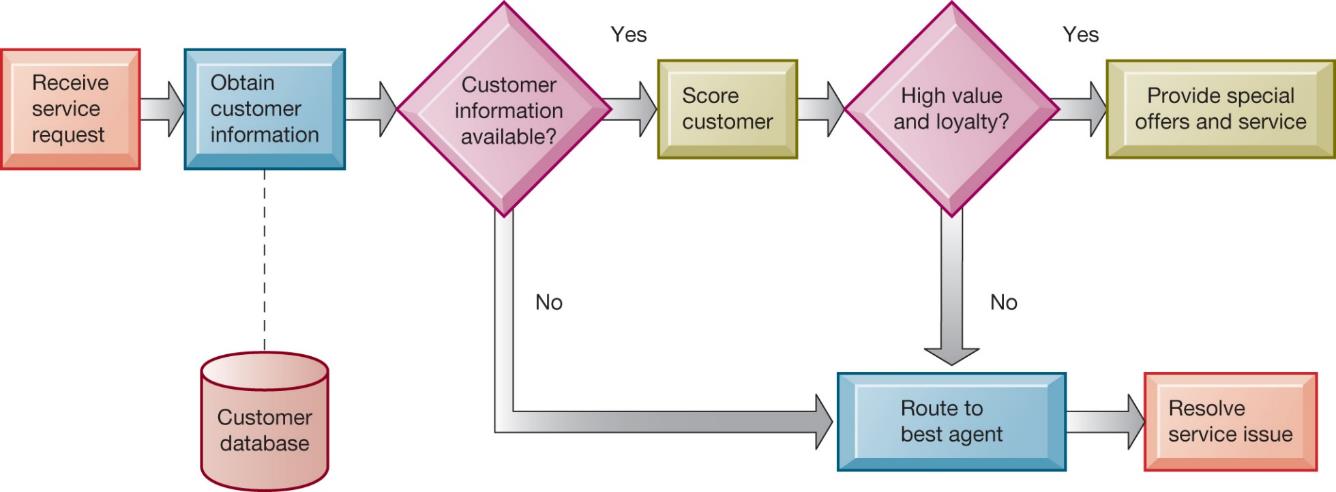 Receive
service
request
Obtain
customer
information
Customer
information
available?
Yes
Score
customer
High value
and loyalty?
Yes
Provide special
offers and service
No
No
Customer
database
Route to
best agent
Resolve
service issue